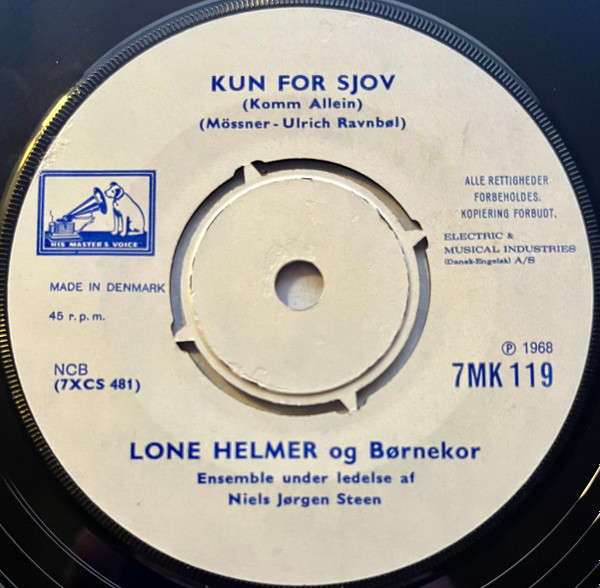 KUN FOR SJOV
(Komm Allein)
(Mössner - Ulrich Ravnbøl)
HIS MASTER'S VOICE
ALLE RETTIGHEDER
FORBEHOLDES.
KOPIERING FORBUDT.
ELECTRIC &
MUSICAL INDUSTRIES
(Dansk-Engelsk) A/S
MADE IN DENMARK
45 r.p.m.
NCB
(7XCS 481)
℗ 1968
7MK 119
LONE HELMER og Børnekor
Ensemble under ledelse af
Niels Jørgen Steen